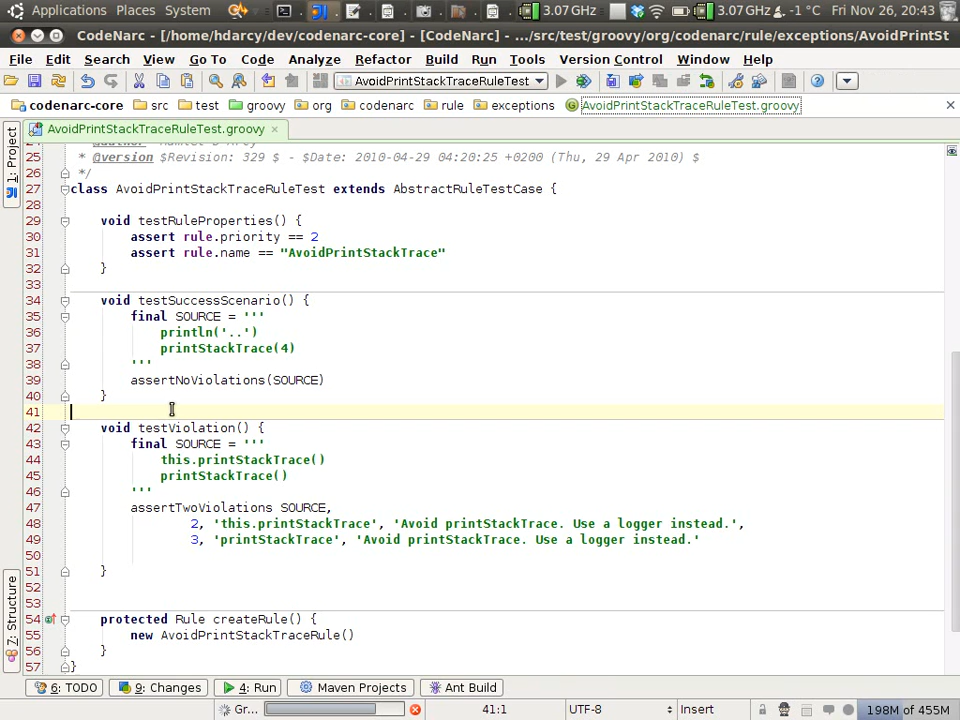 Applications Places System 3.07 GHz 3.07 GHz -1 °C Fri Nov 26, 20:43
CodeNarc - [/home/hdarcy/dev/codenarc-core] - [CodeNarc] - .../src/test/groovy/org/codenarc/rule/exceptions/AvoidPrintSt
File Edit Search View Go To Code Analyze Refactor Build Run Tools Version Control Window Help
AvoidPrintStackTraceRuleTest
codenarc-core src test groovy org codenarc rule exceptions AvoidPrintStackTraceRuleTest.groovy
1: Project
AvoidPrintStackTraceRuleTest.groovy
25 * @version $Revision: 329 $ - $Date: 2010-04-29 04:20:25 +0200 (Thu, 29 Apr 2010) $
26 */
27 class AvoidPrintStackTraceRuleTest extends AbstractRuleTestCase {
28
29 void testRuleProperties() {
30 assert rule.priority == 2
31 assert rule.name == "AvoidPrintStackTrace"
32 }
33
34 void testSuccessScenario() {
35 final SOURCE = '''
36 println('..')
37 printStackTrace(4)
38 '''
39 assertNoViolations(SOURCE)
40 }
41
42 void testViolation() {
43 final SOURCE = '''
44 this.printStackTrace()
45 printStackTrace()
46 '''
47 assertTwoViolations SOURCE,
48 2, 'this.printStackTrace', 'Avoid printStackTrace. Use a logger instead.',
49 3, 'printStackTrace', 'Avoid printStackTrace. Use a logger instead.'
50
51 }
52
53
54 protected Rule createRule() {
55 new AvoidPrintStackTraceRule()
56 }
57 }
7: Structure
6: TODO 9: Changes 4: Run Maven Projects Ant Build
Gr... 41:1 UTF-8 Insert 198M of 455M